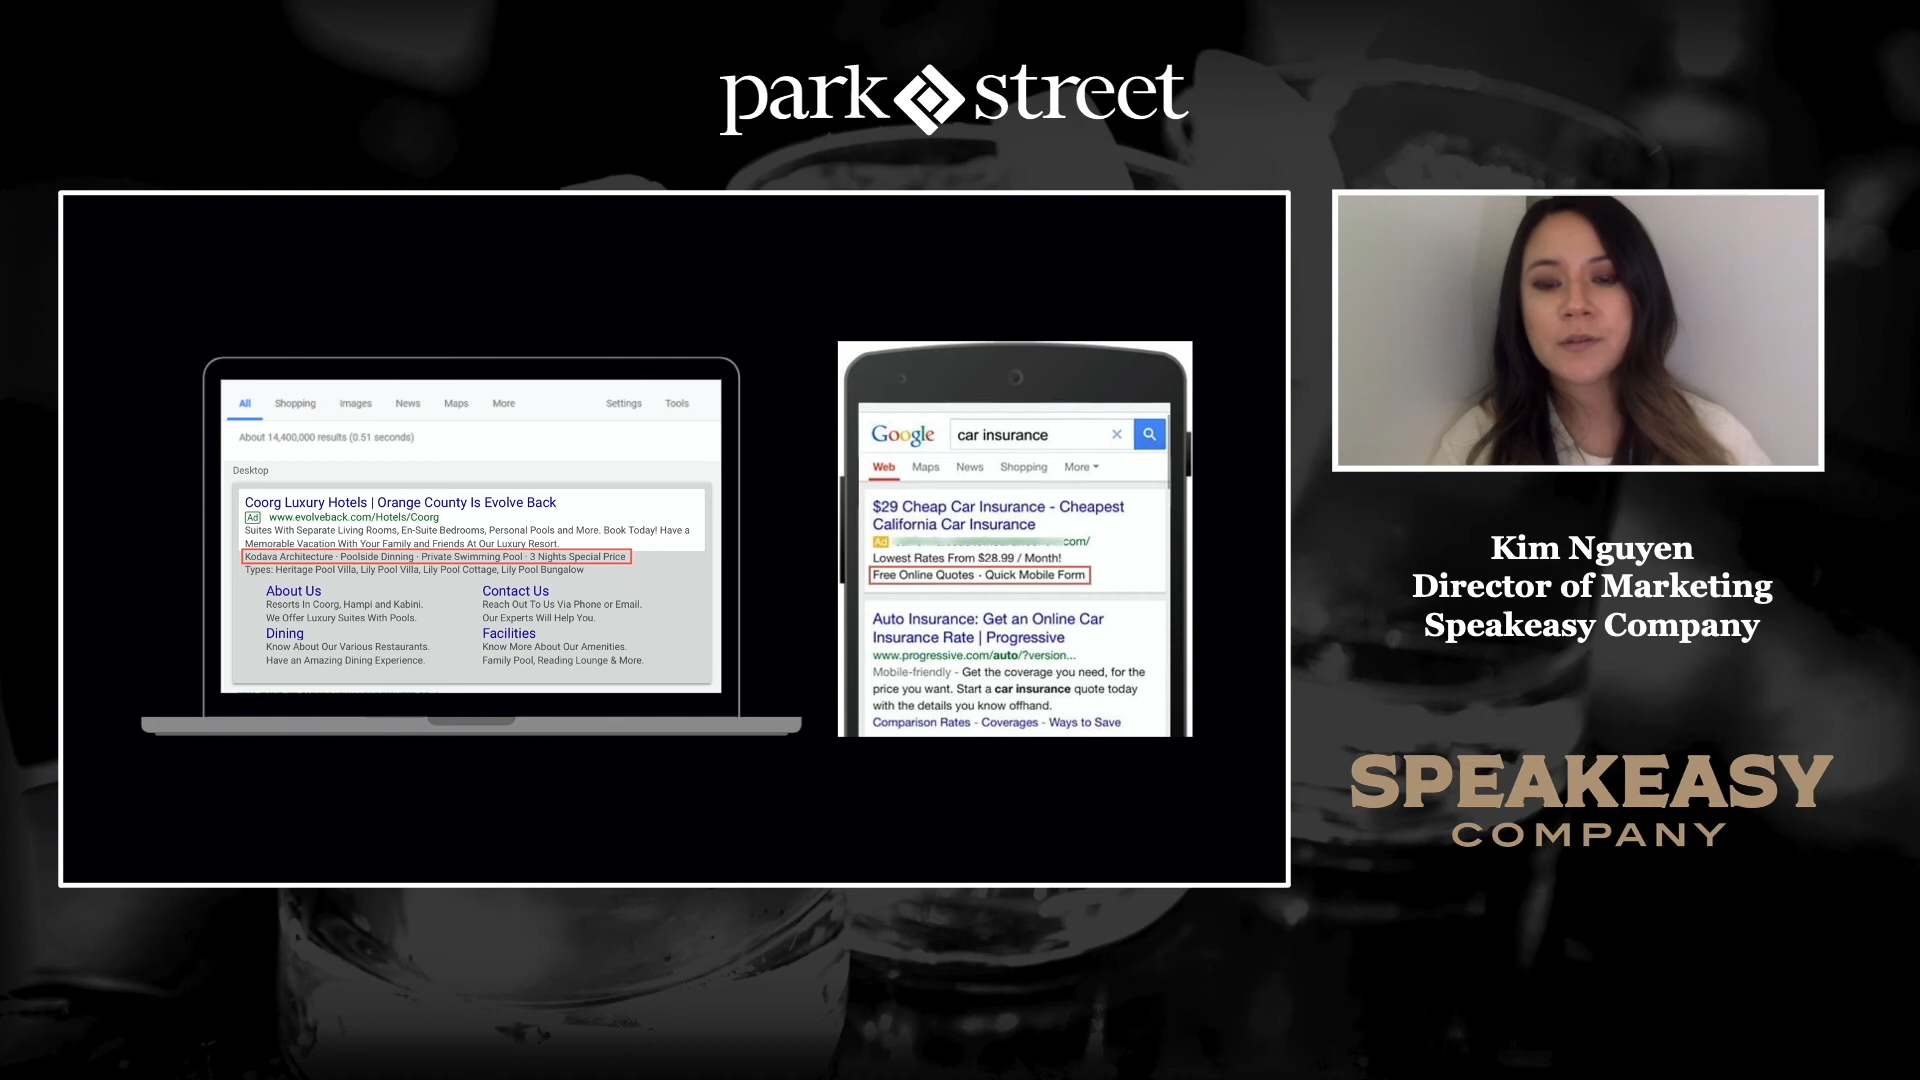 park street
All Shopping Images News Maps More Settings Tools
About 14,400,000 results (0.51 seconds)
Desktop
Coorg Luxury Hotels | Orange County Is Evolve Back
Ad www.evolveback.com/Hotels/Coorg
Suites With Separate Living Rooms, En-Suite Bedrooms, Personal Pools and More. Book Today! Have a
Memorable Vacation With Your Family and Friends At Our Luxury Resort.
Kodava Architecture · Poolside Dinning · Private Swimming Pool · 3 Nights Special Price
Types: Heritage Pool Villa, Lily Pool Villa, Lily Pool Cottage, Lily Pool Bungalow
About Us
Resorts In Coorg, Hampi and Kabini.
We Offer Luxury Suites With Pools.
Contact Us
Reach Out To Us Via Phone or Email.
Our Experts Will Help You.
Dining
Know About Our Various Restaurants.
Have an Amazing Dining Experience.
Facilities
Know More About Our Amenities.
Family Pool, Reading Lounge & More.
Google car insurance
Web Maps News Shopping More
$29 Cheap Car Insurance - Cheapest
California Car Insurance
Ad com/
Lowest Rates From $28.99 / Month!
Free Online Quotes · Quick Mobile Form
Auto Insurance: Get an Online Car
Insurance Rate | Progressive
www.progressive.com/auto/?version...
Mobile-friendly - Get the coverage you need, for the
price you want. Start a car insurance quote today
with the details you know offhand.
Comparison Rates - Coverages - Ways to Save
Kim Nguyen
Director of Marketing
Speakeasy Company
SPEAKEASY
COMPANY